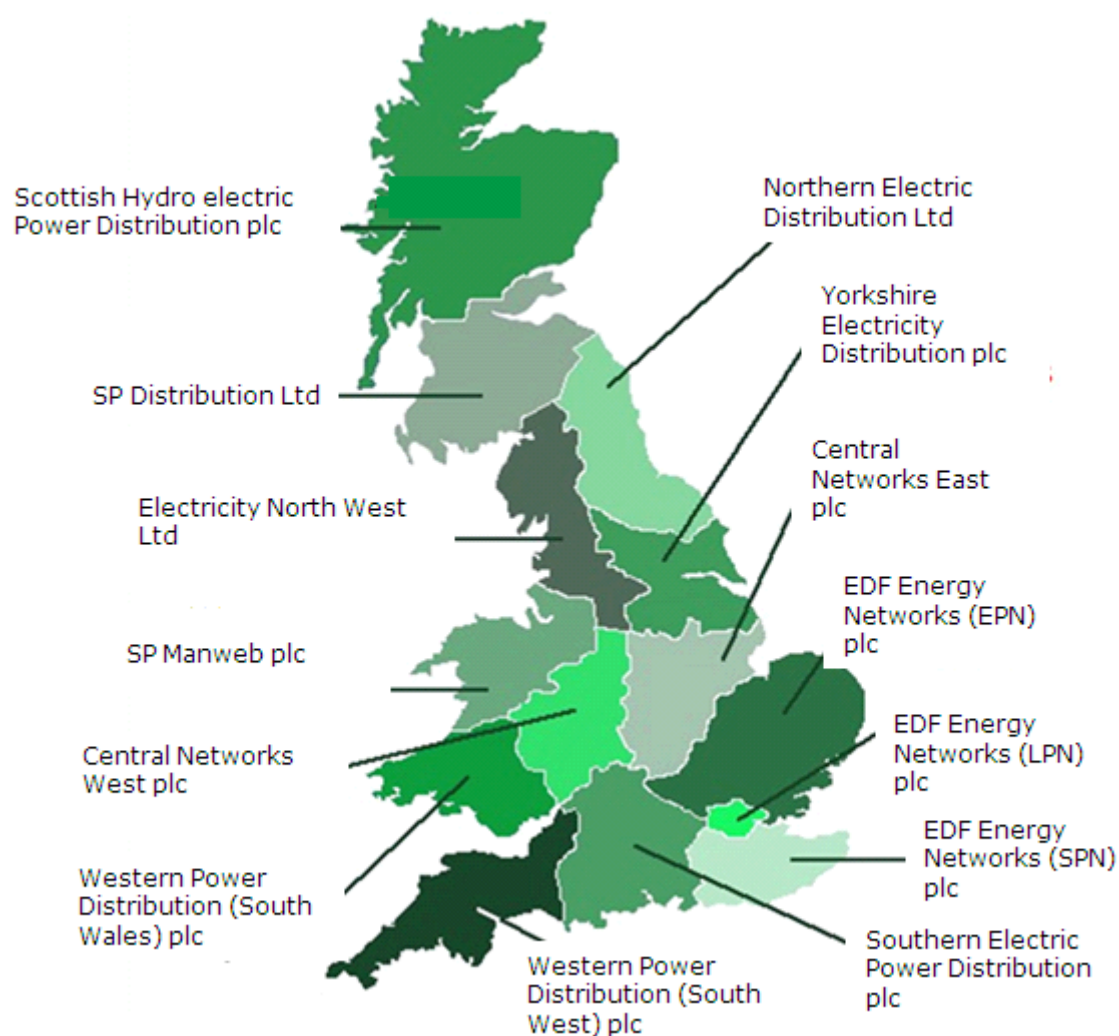 Scottish Hydro electric
Power Distribution plc
Northern Electric
Distribution Ltd
Yorkshire
Electricity
Distribution plc
SP Distribution Ltd
Central
Networks East
plc
Electricity North West
Ltd
EDF Energy
Networks (EPN)
plc
SP Manweb plc
EDF Energy
Networks (LPN)
plc
Central Networks
West plc
EDF Energy
Networks (SPN)
plc
Western Power
Distribution (South
Wales) plc
Southern Electric
Power Distribution
plc
Western Power
Distribution (South
West) plc